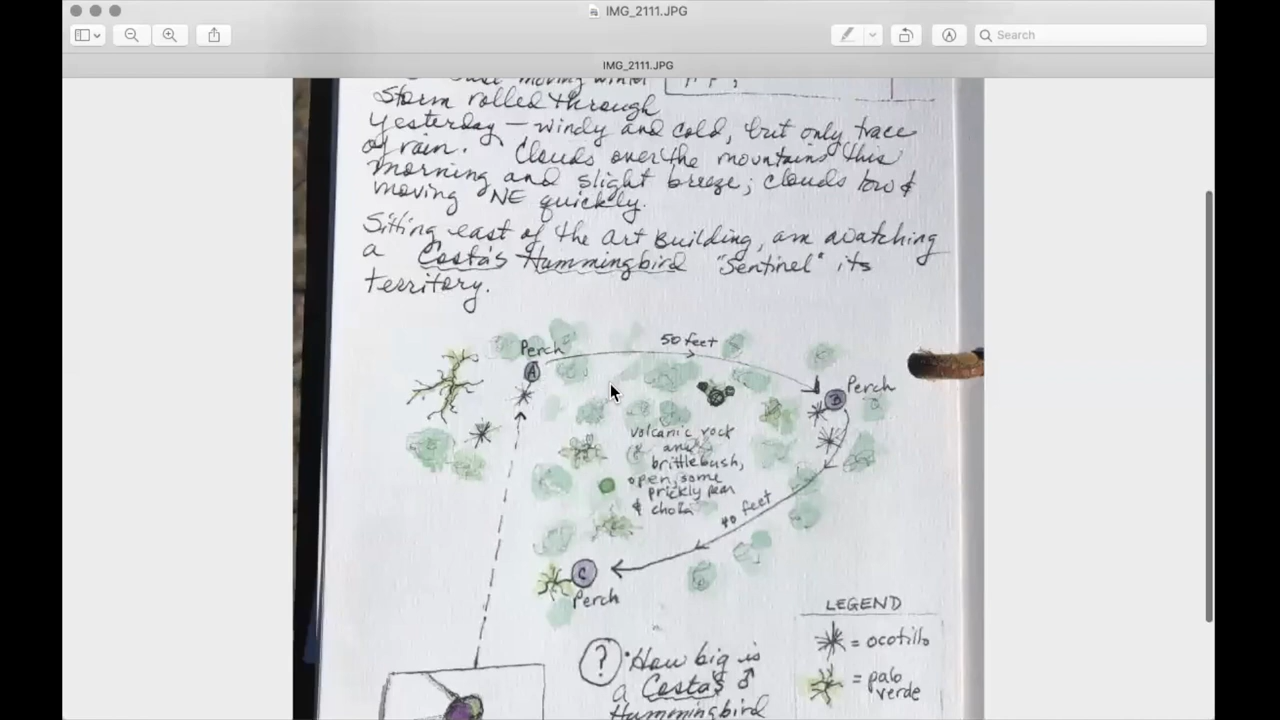 IMG_2111.JPG
Search
IMG_2111.JPG
moving winter
Storm rolled through
yesterday — windy and cold, but only trace
of rain. Clouds over the mountains this
morning and slight breeze; clouds low &
moving NE quickly.
Sitting east of the Art Building, am watching
a Costa's Hummingbird "Sentinel" its
territory.
50 feet
Perch
A
Perch
B
volcanic rock
and
brittlebush,
open, some
prickly pear
& cholla
40 feet
C
Perch
LEGEND
= ocotillo
= palo
verde
?
• How big is
a Costa's ♂
Hummingbird